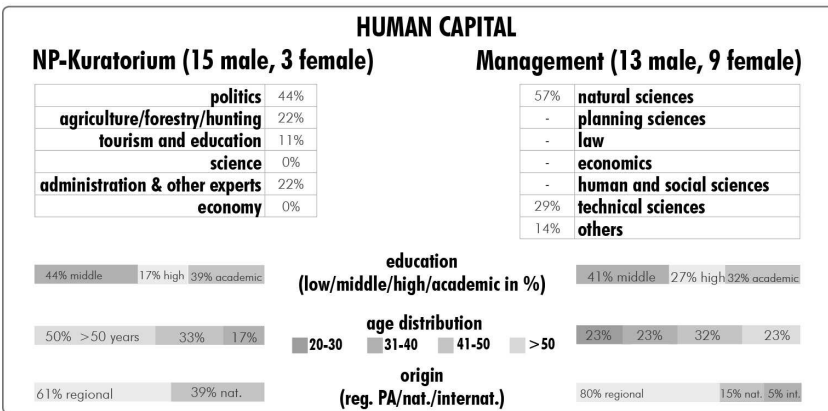 HUMAN CAPITAL
NP-Kuratorium (15 male, 3 female)
Management (13 male, 9 female)
politics 44%
agriculture/forestry/hunting 22%
tourism and education 11%
science 0%
administration & other experts 22%
economy 0%
57% natural sciences
- planning sciences
- law
- economics
- human and social sciences
29% technical sciences
14% others
education
(low/middle/high/academic in %)
44% middle 17% high 39% academic
41% middle 27% high 32% academic
age distribution
20-30 31-40 41-50 >50
50% >50 years 33% 17%
23% 23% 32% 23%
origin
(reg. PA/nat./internat.)
61% regional 39% nat.
80% regional 15% nat. 5% int.